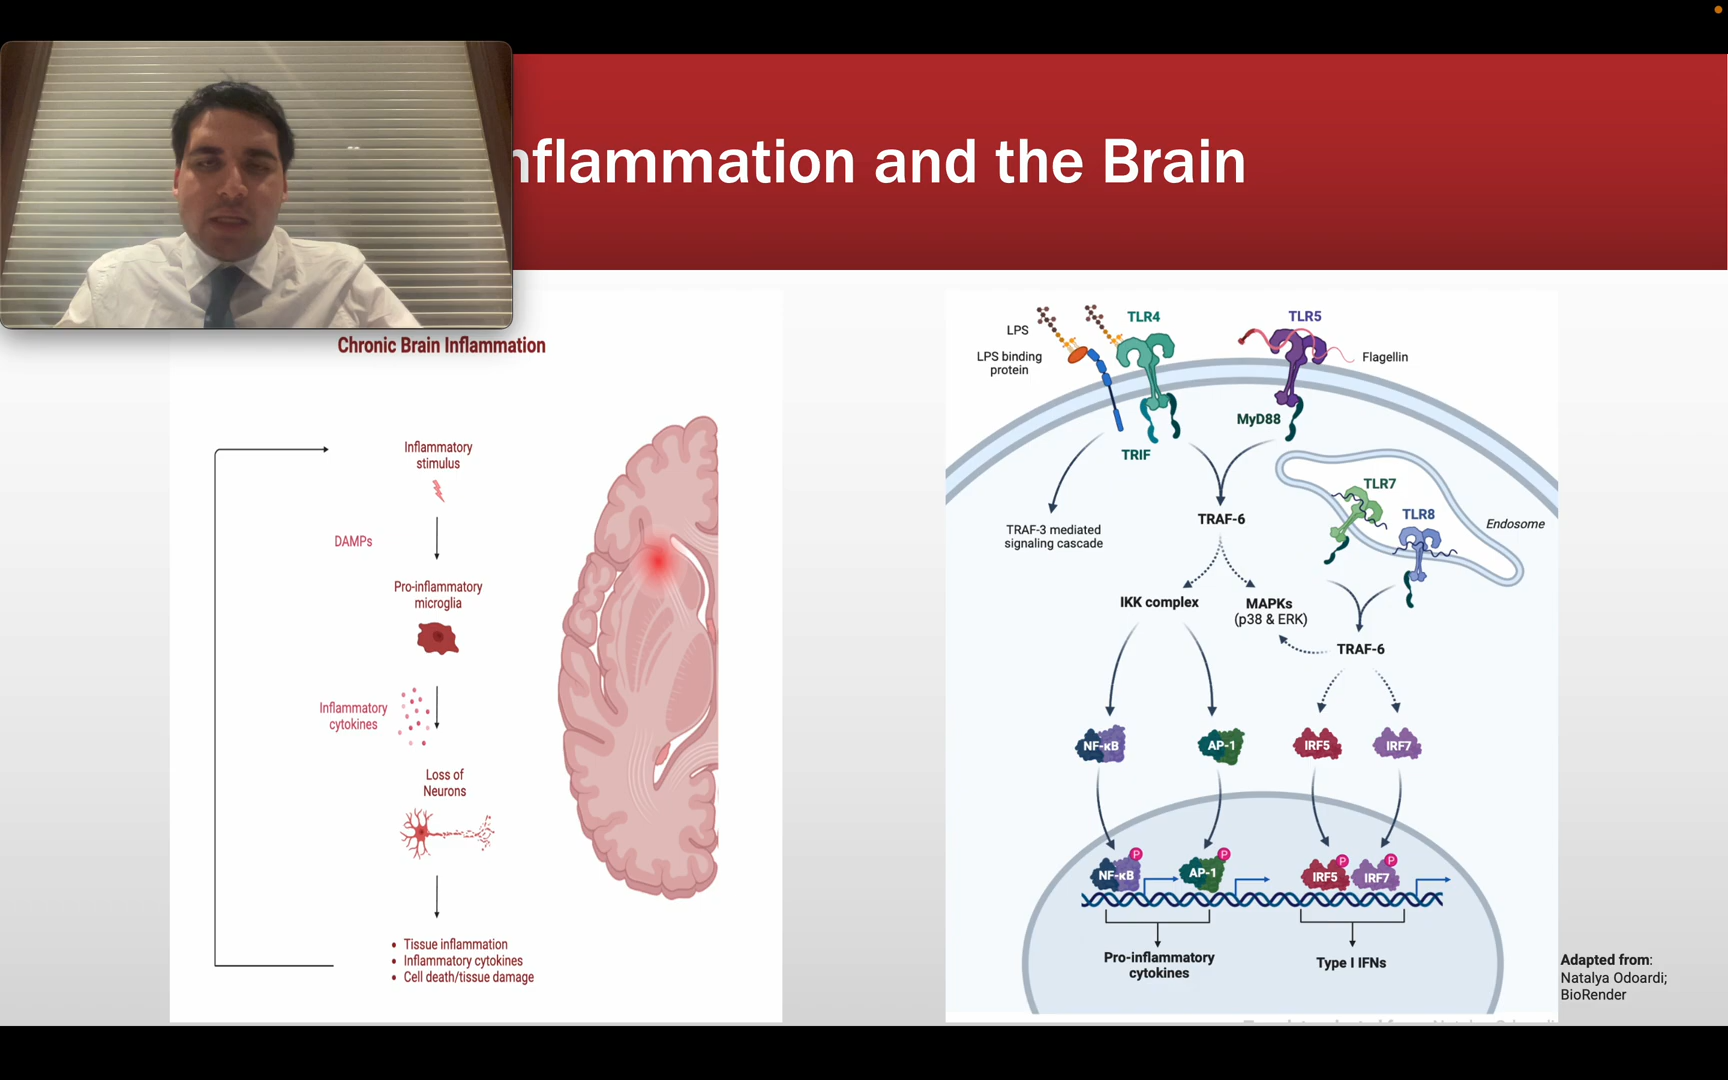 nflammation and the Brain
Chronic Brain Inflammation
Inflammatory
stimulus
DAMPs
Pro-inflammatory
microglia
Inflammatory
cytokines
Loss of
Neurons
• Tissue inflammation
• Inflammatory cytokines
• Cell death/tissue damage
LPS
LPS binding
protein
TLR4
TLR5
Flagellin
MyD88
TRIF
TLR7
TLR8
Endosome
TRAF-6
TRAF-3 mediated
signaling cascade
IKK complex
MAPKs
(p38 & ERK)
TRAF-6
NF-κB
AP-1
IRF5
IRF7
P
P
P
P
NF-κB
AP-1
IRF5
IRF7
Pro-inflammatory
cytokines
Type I IFNs
Adapted from:
Natalya Odoardi;
BioRender